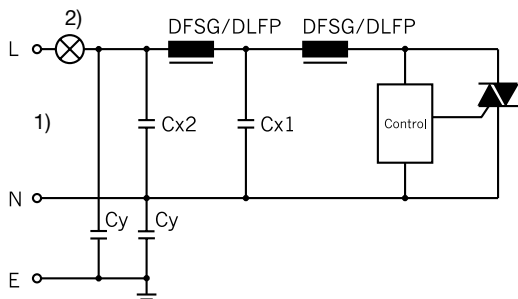 2)
DFSG/DLFP DFSG/DLFP
L
1)
Cx2 Cx1 Control
N
Cy Cy
E